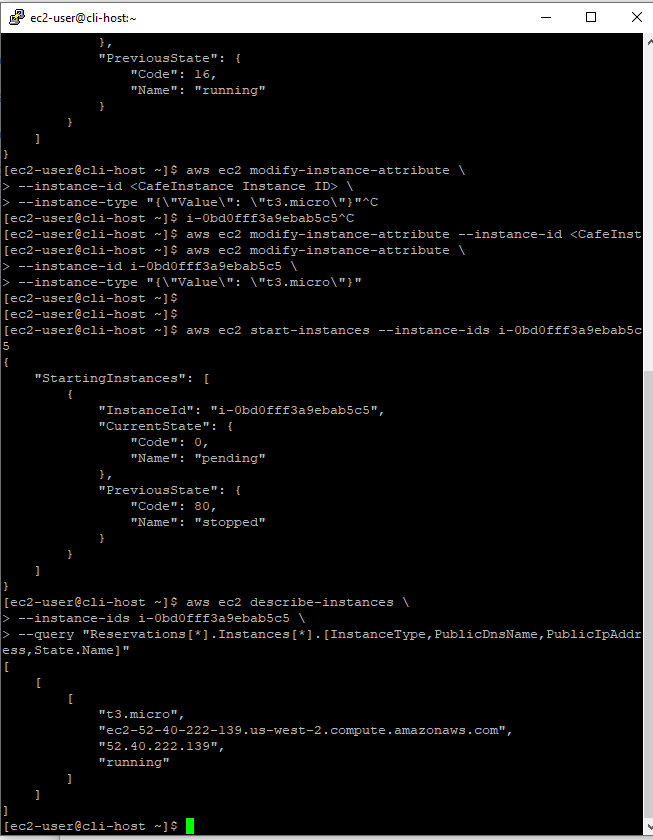 ec2-user@cli-host:~
            },
            "PreviousState": {
                "Code": 16,
                "Name": "running"
            }
        }
    ]
}
[ec2-user@cli-host ~]$ aws ec2 modify-instance-attribute \
> --instance-id <CafeInstance Instance ID> \
> --instance-type "{\"Value\": \"t3.micro\"}"^C
[ec2-user@cli-host ~]$ i-0bd0fff3a9ebab5c5^C
[ec2-user@cli-host ~]$ aws ec2 modify-instance-attribute --instance-id <CafeInst
[ec2-user@cli-host ~]$ aws ec2 modify-instance-attribute \
> --instance-id i-0bd0fff3a9ebab5c5 \
> --instance-type "{\"Value\": \"t3.micro\"}"
[ec2-user@cli-host ~]$
[ec2-user@cli-host ~]$
[ec2-user@cli-host ~]$ aws ec2 start-instances --instance-ids i-0bd0fff3a9ebab5c
5
{
    "StartingInstances": [
        {
            "InstanceId": "i-0bd0fff3a9ebab5c5",
            "CurrentState": {
                "Code": 0,
                "Name": "pending"
            },
            "PreviousState": {
                "Code": 80,
                "Name": "stopped"
            }
        }
    ]
}
[ec2-user@cli-host ~]$ aws ec2 describe-instances \
> --instance-ids i-0bd0fff3a9ebab5c5 \
> --query "Reservations[*].Instances[*].[InstanceType,PublicDnsName,PublicIpAddr
ess,State.Name]"
[
    [
        [
            "t3.micro",
            "ec2-52-40-222-139.us-west-2.compute.amazonaws.com",
            "52.40.222.139",
            "running"
        ]
    ]
]
[ec2-user@cli-host ~]$